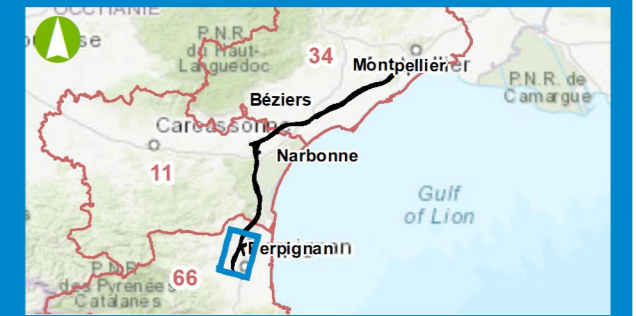 OCCITANIE
P.N.R.
du Haut-
Languedoc
34
Montpellier
P.N.R. de
Camargue
Béziers
Carcassonne
Narbonne
11
Gulf
of Lion
Perpignan
66
des Pyrénées
Catalanes